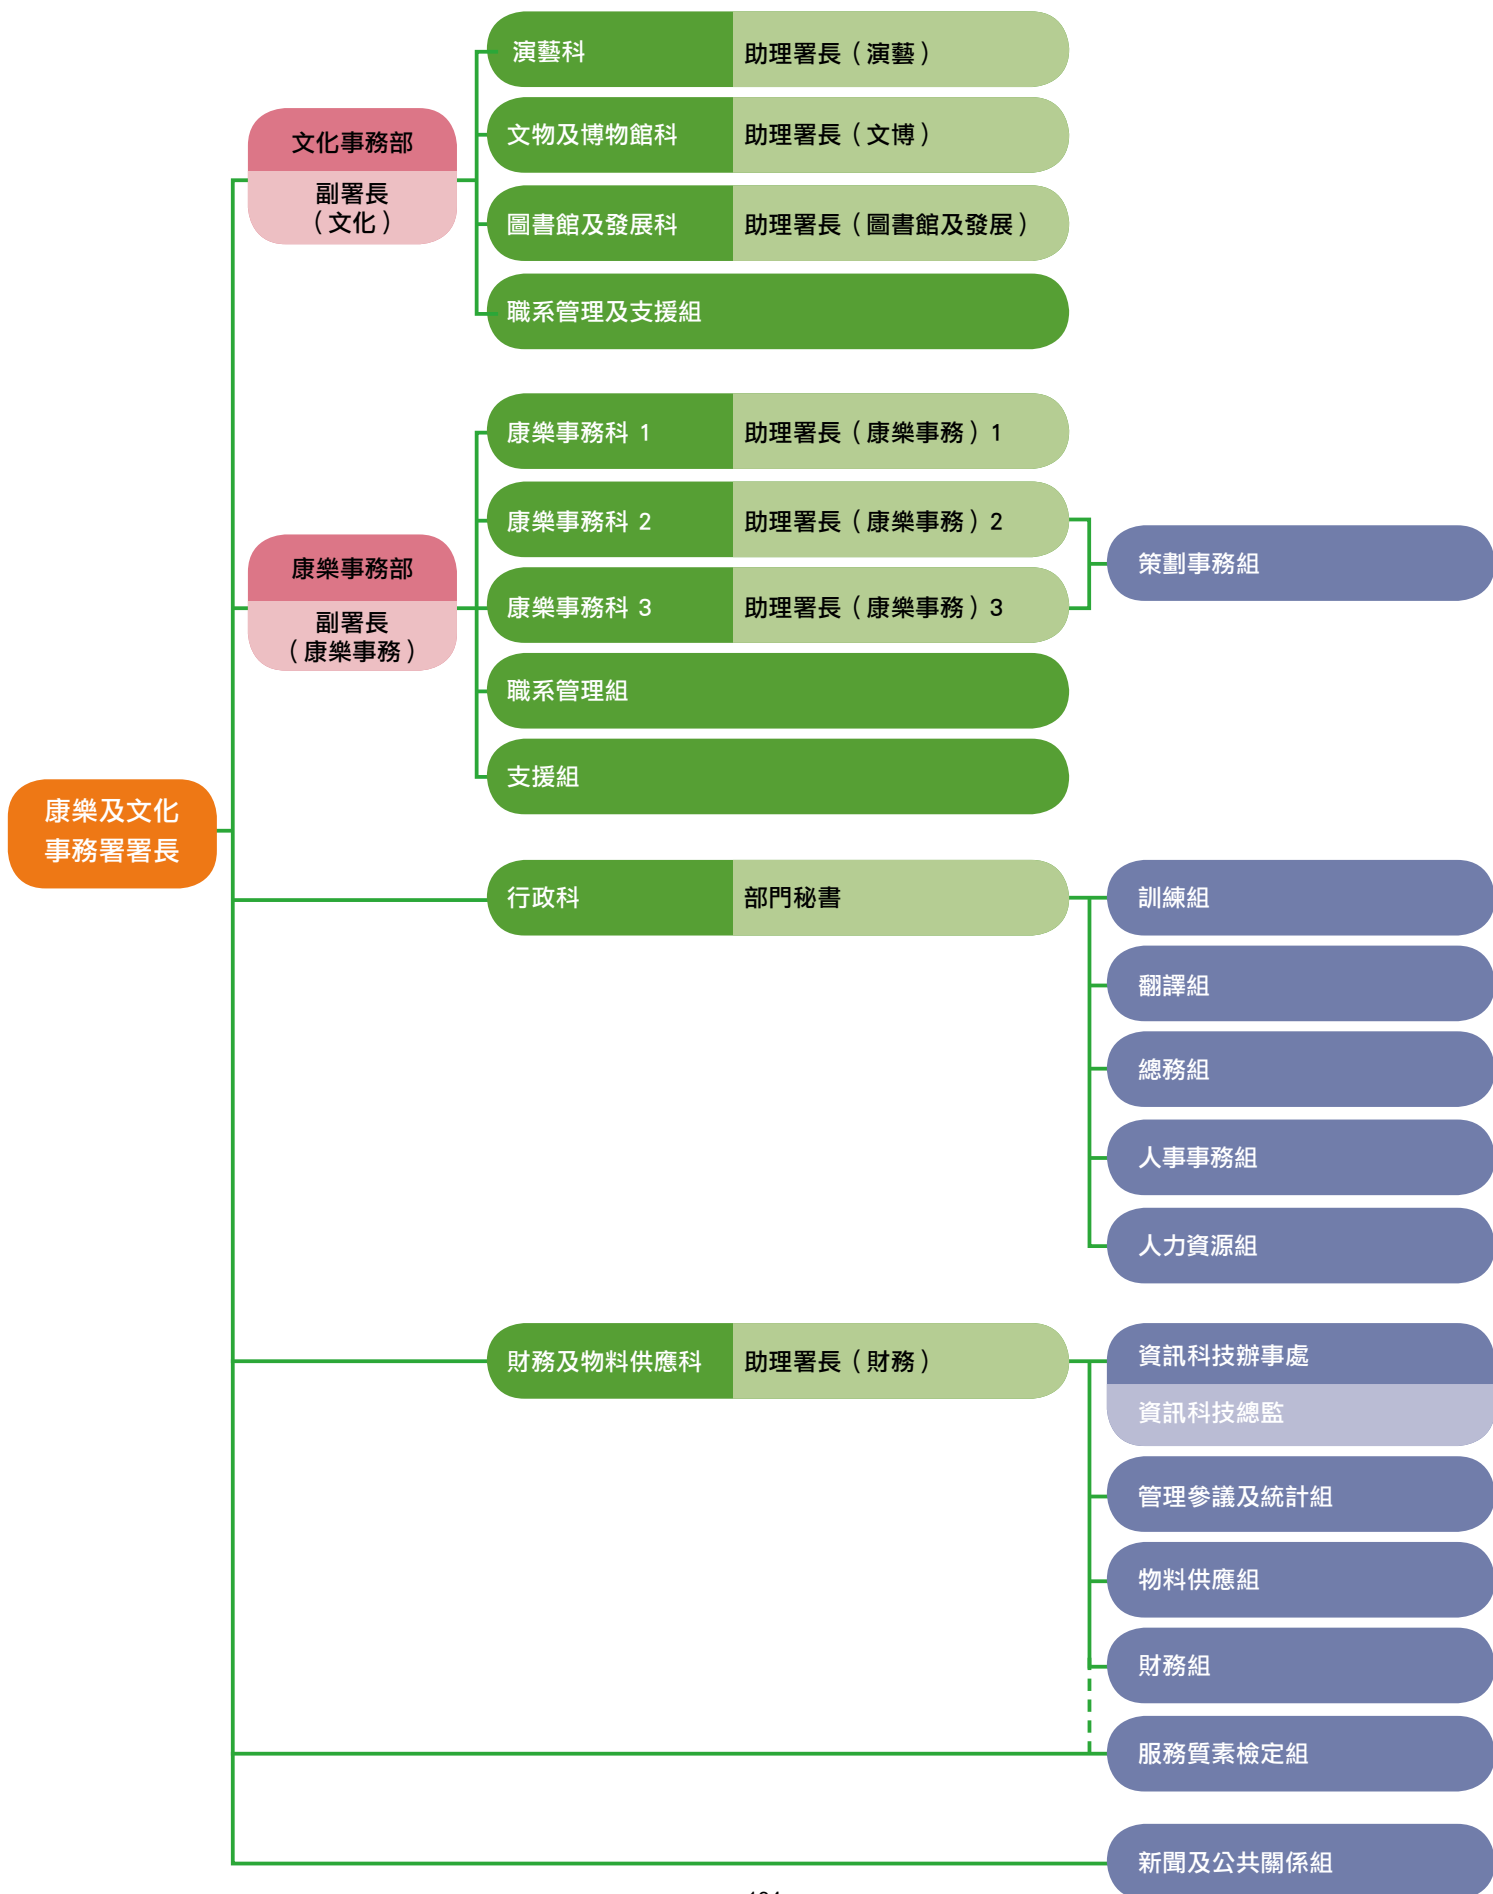 演藝科
助理署長（演藝）
文物及博物館科
助理署長（文博）
文化事務部
副署長
（文化）
圖書館及發展科
助理署長（圖書館及發展）
職系管理及支援組
康樂事務科 1
助理署長（康樂事務）1
康樂事務科 2
助理署長（康樂事務）2
策劃事務組
康樂事務部
副署長
（康樂事務）
康樂事務科 3
助理署長（康樂事務）3
職系管理組
支援組
康樂及文化
事務署署長
行政科
部門秘書
訓練組
翻譯組
總務組
人事事務組
人力資源組
財務及物料供應科
助理署長（財務）
資訊科技辦事處
資訊科技總監
管理參議及統計組
物料供應組
財務組
服務質素檢定組
新聞及公共關係組